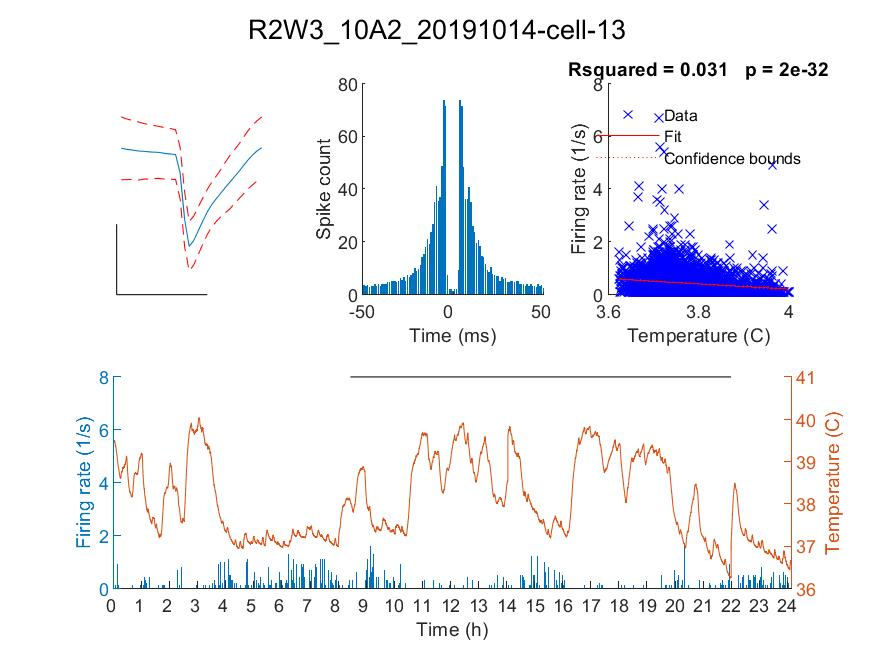 R2W3_10A2_20191014-cell-13
Rsquared = 0.031   p = 2e-32
80
60
40
20
0
Spike count
-50
0
50
Time (ms)
8
6
4
2
0
Firing rate (1/s)
Data
Fit
Confidence bounds
3.6
3.8
4
Temperature (C)
8
6
4
2
0
Firing rate (1/s)
41
40
39
38
37
36
Temperature (C)
0 1 2 3 4 5 6 7 8 9 10 11 12 13 14 15 16 17 18 19 20 21 22 23 24
Time (h)